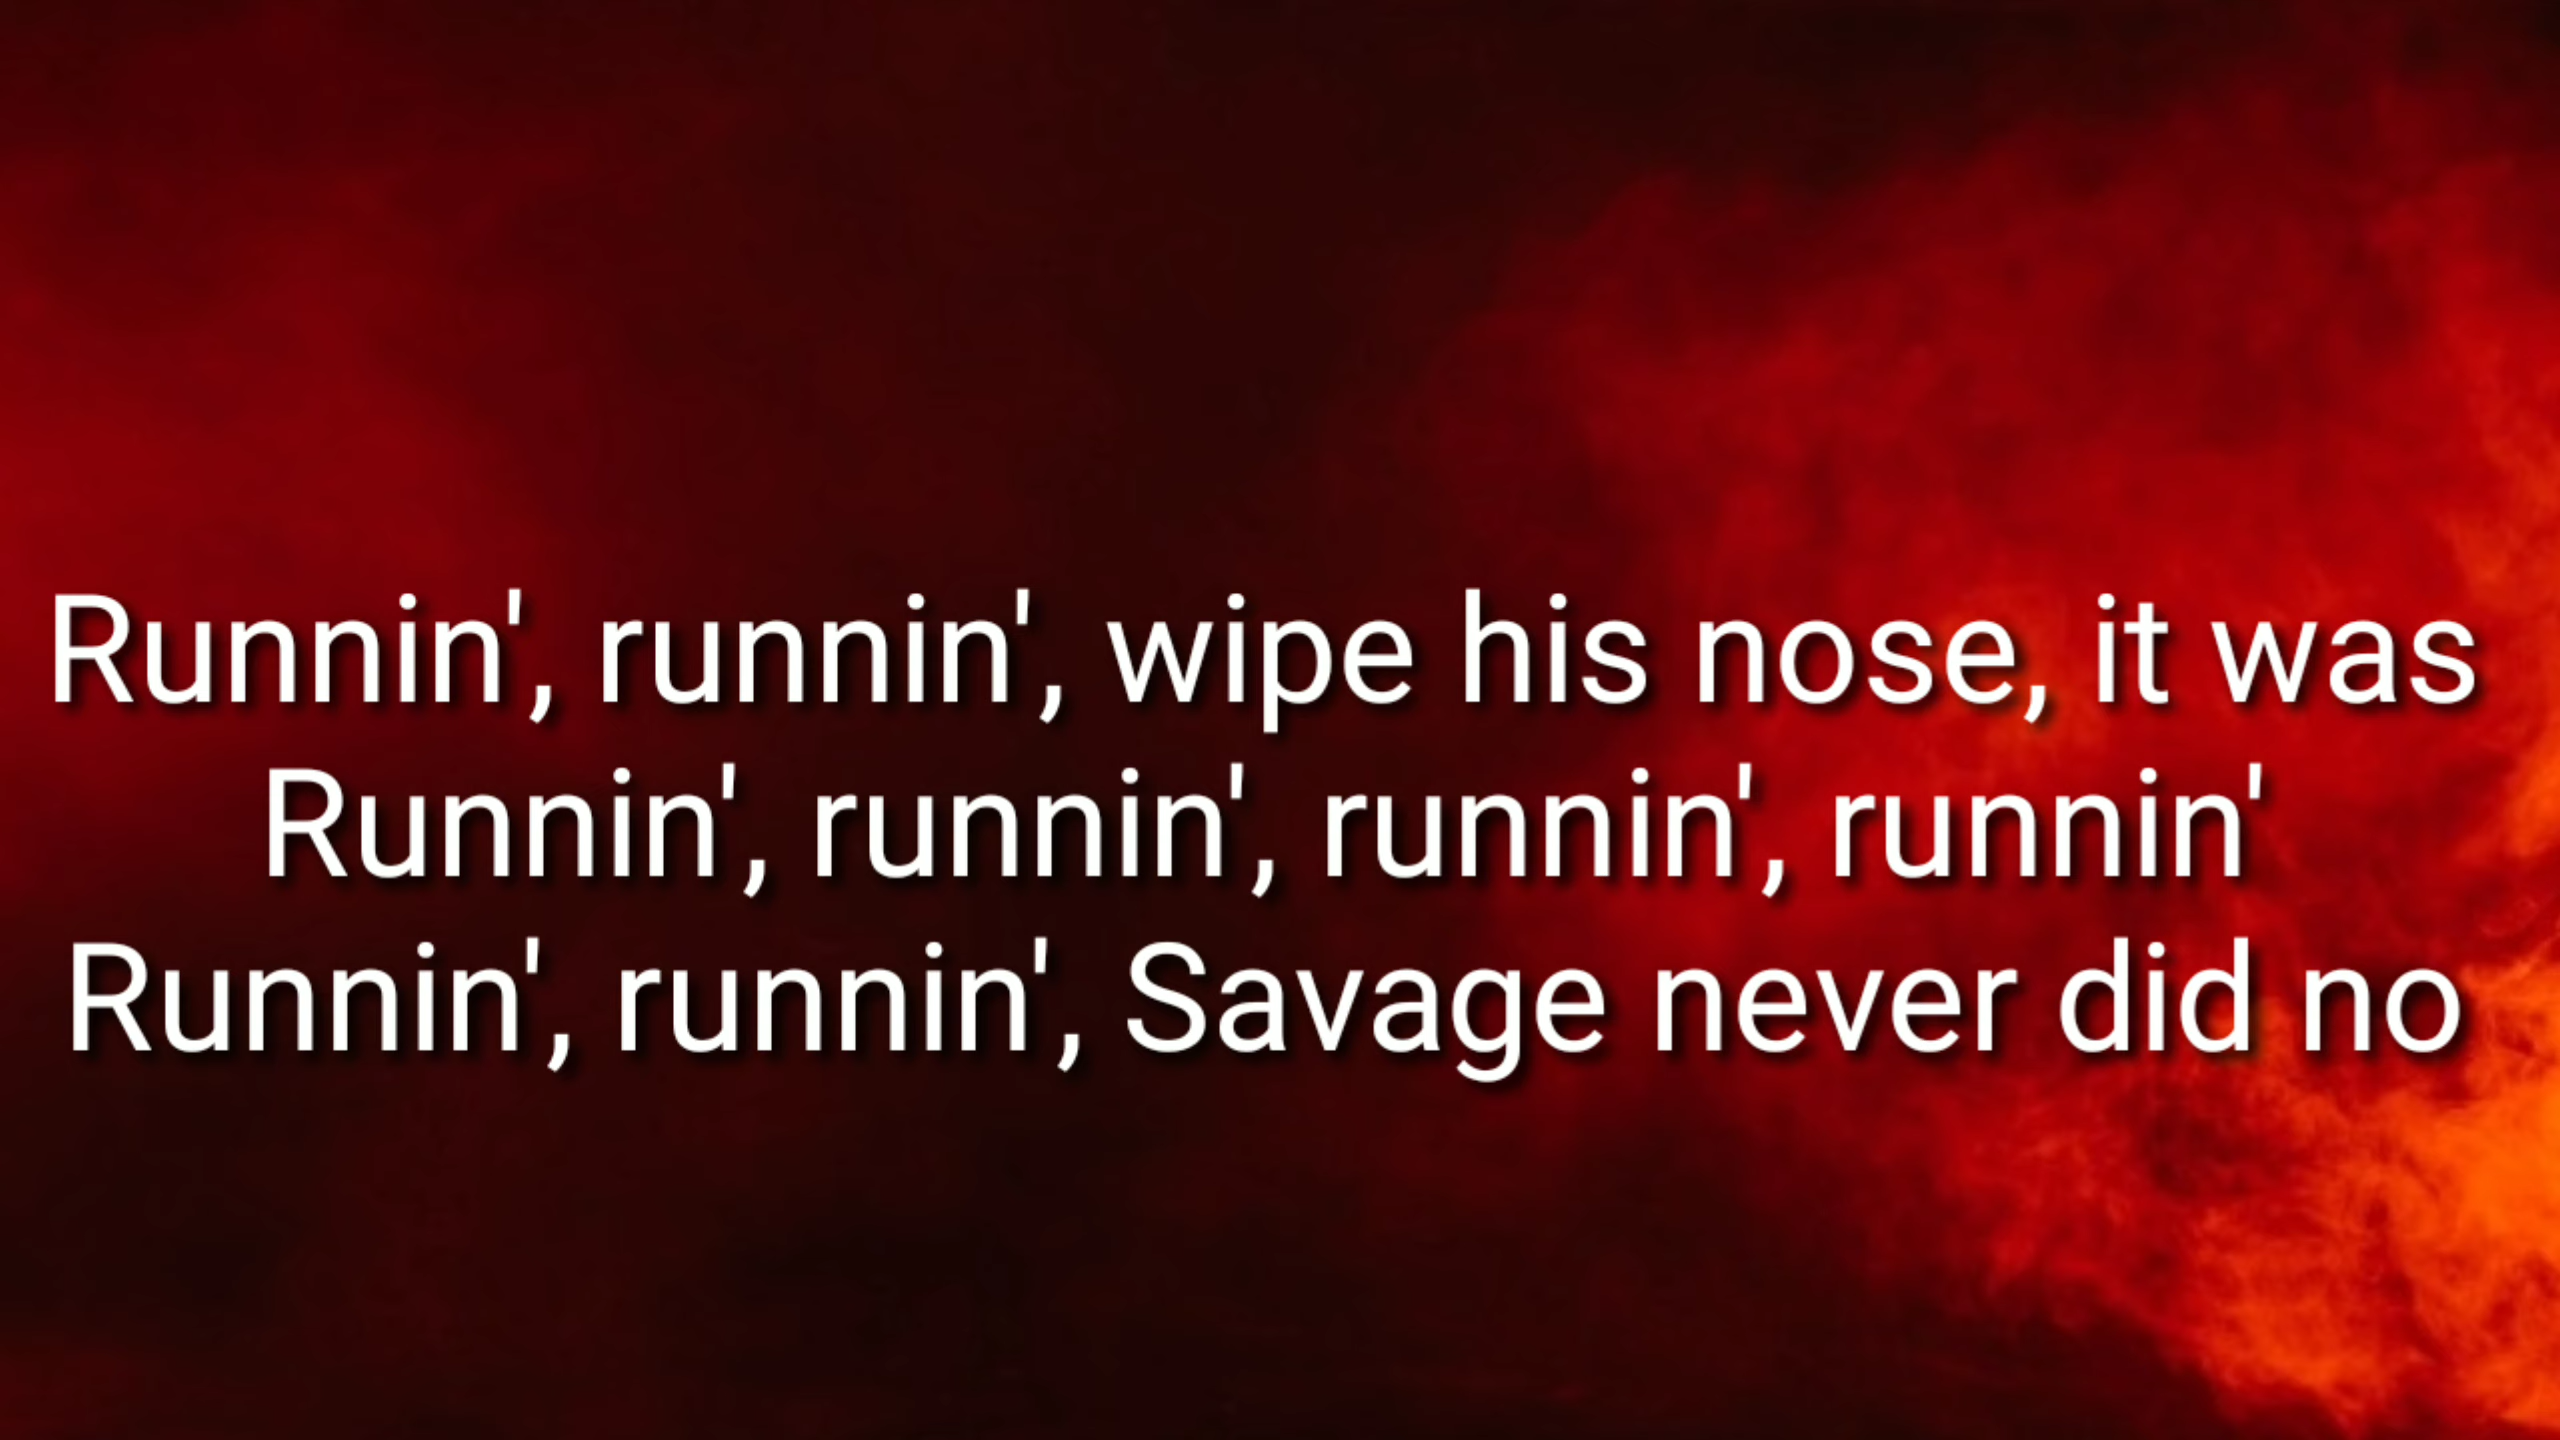 Runnin', runnin', wipe his nose, it was
Runnin', runnin', runnin', runnin'
Runnin', runnin', Savage never did no